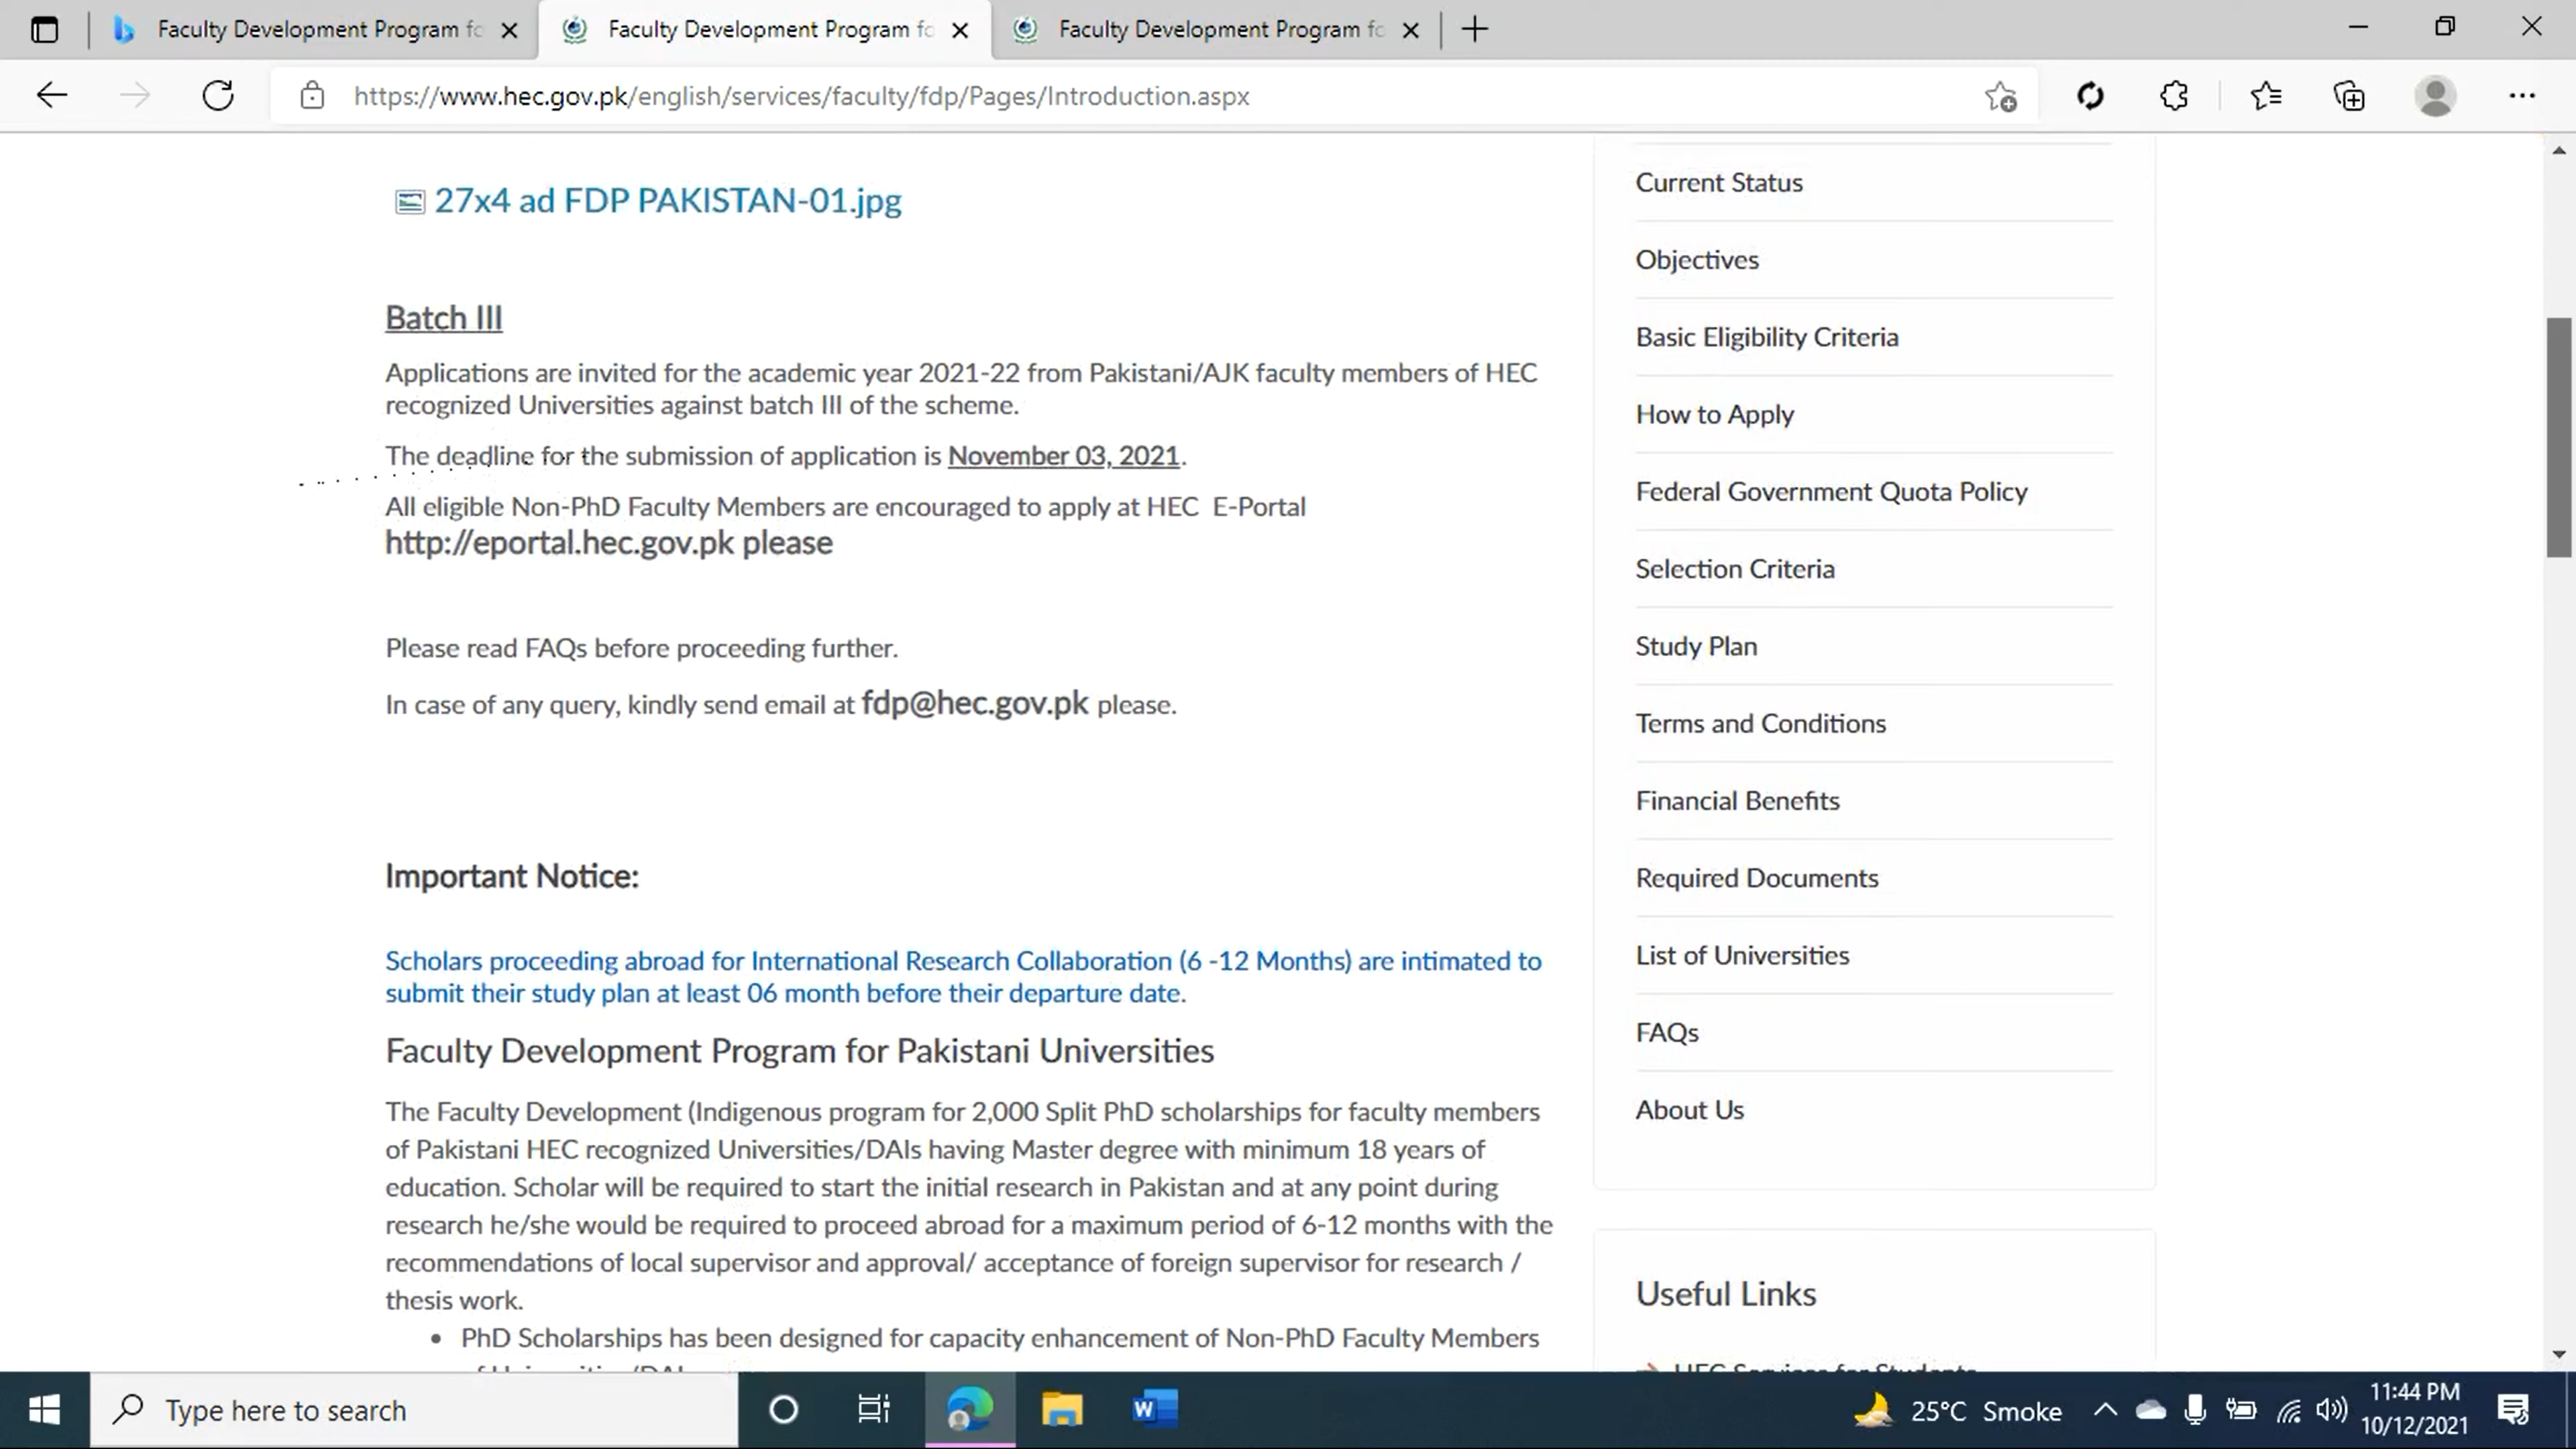 Faculty Development Program fo
Faculty Development Program fo
Faculty Development Program fo
https://www.hec.gov.pk/english/services/faculty/fdp/Pages/Introduction.aspx
27x4 ad FDP PAKISTAN-01.jpg
Batch III
Applications are invited for the academic year 2021-22 from Pakistani/AJK faculty members of HEC
recognized Universities against batch III of the scheme.
The deadline for the submission of application is November 03, 2021.
All eligible Non-PhD Faculty Members are encouraged to apply at HEC E-Portal
http://eportal.hec.gov.pk please
Please read FAQs before proceeding further.
In case of any query, kindly send email at fdp@hec.gov.pk please.
Important Notice:
Scholars proceeding abroad for International Research Collaboration (6 -12 Months) are intimated to
submit their study plan at least 06 month before their departure date.
Faculty Development Program for Pakistani Universities
The Faculty Development (Indigenous program for 2,000 Split PhD scholarships for faculty members
of Pakistani HEC recognized Universities/DAIs having Master degree with minimum 18 years of
education. Scholar will be required to start the initial research in Pakistan and at any point during
research he/she would be required to proceed abroad for a maximum period of 6-12 months with the
recommendations of local supervisor and approval/ acceptance of foreign supervisor for research /
thesis work.
• PhD Scholarships has been designed for capacity enhancement of Non-PhD Faculty Members
Current Status
Objectives
Basic Eligibility Criteria
How to Apply
Federal Government Quota Policy
Selection Criteria
Study Plan
Terms and Conditions
Financial Benefits
Required Documents
List of Universities
FAQs
About Us
Useful Links
HEC Services for Students
Type here to search
W
25°C Smoke
11:44 PM
10/12/2021